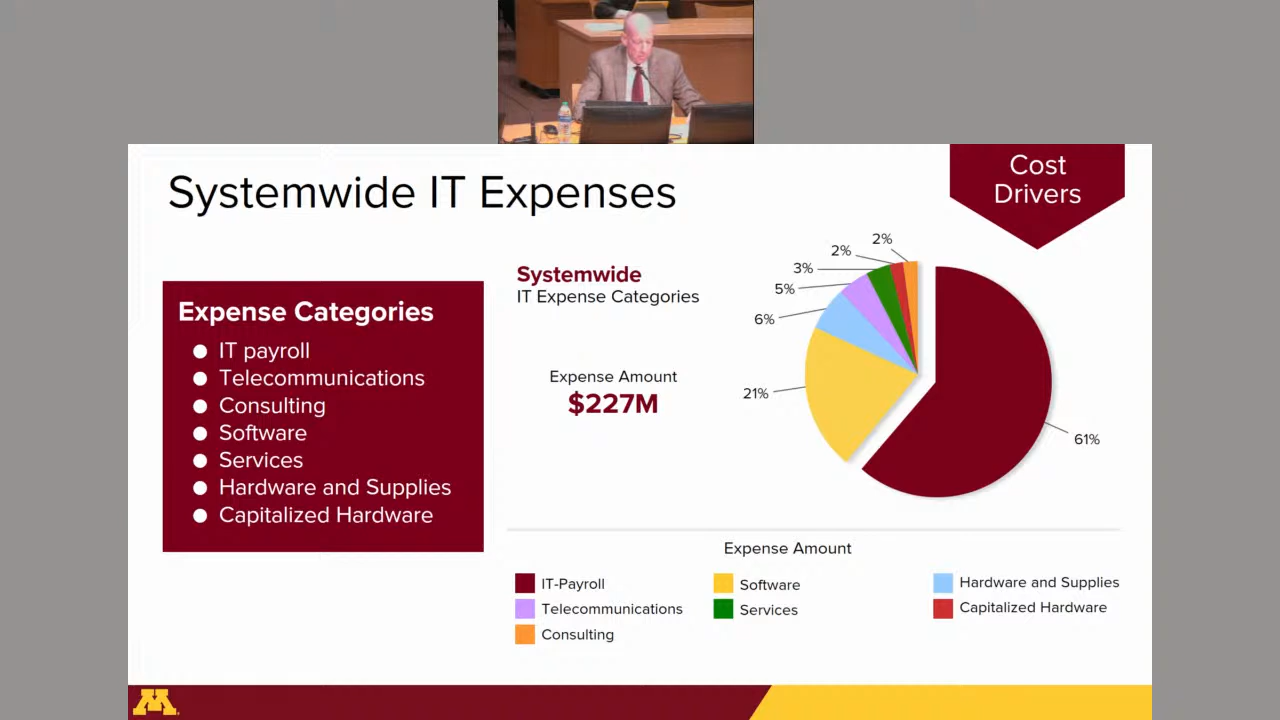 Systemwide IT Expenses
Cost
Drivers
Expense Categories
IT payroll
Telecommunications
Consulting
Software
Services
Hardware and Supplies
Capitalized Hardware
Systemwide
IT Expense Categories
Expense Amount
$227M
2%
2%
3%
5%
6%
21%
61%
Expense Amount
IT-Payroll
Software
Hardware and Supplies
Telecommunications
Services
Capitalized Hardware
Consulting
M